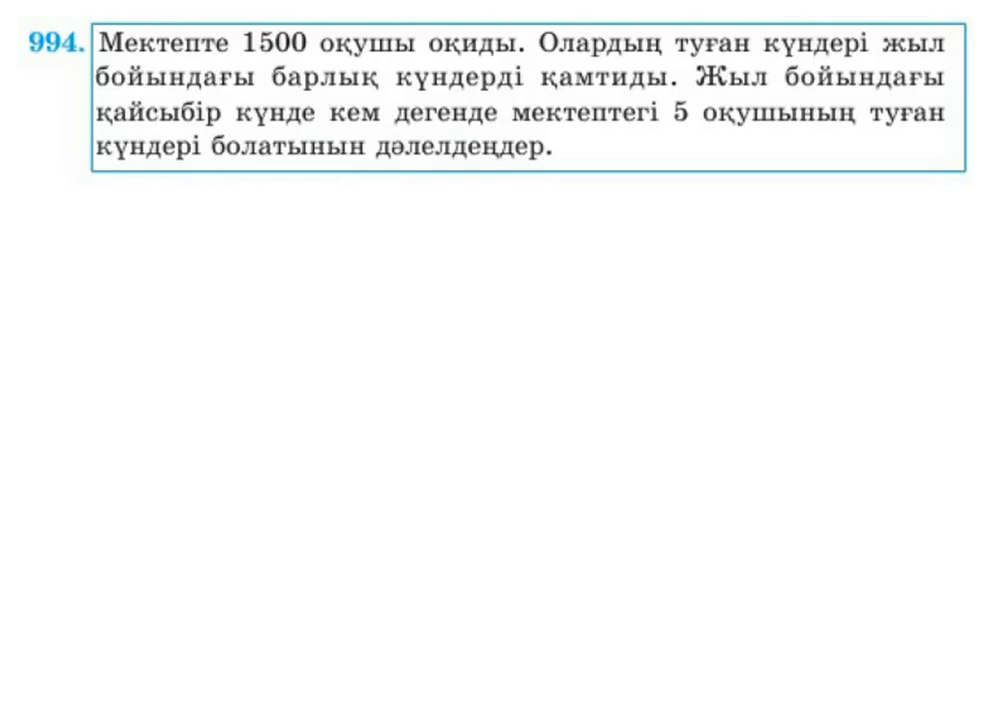 994. Мектепте 1500 оқушы оқиды. Олардың туған күндері жыл
бойындағы барлық күндерді қамтиды. Жыл бойындағы
қайсыбір күнде кем дегенде мектептегі 5 оқушының туған
күндері болатынын дәлелдеңдер.